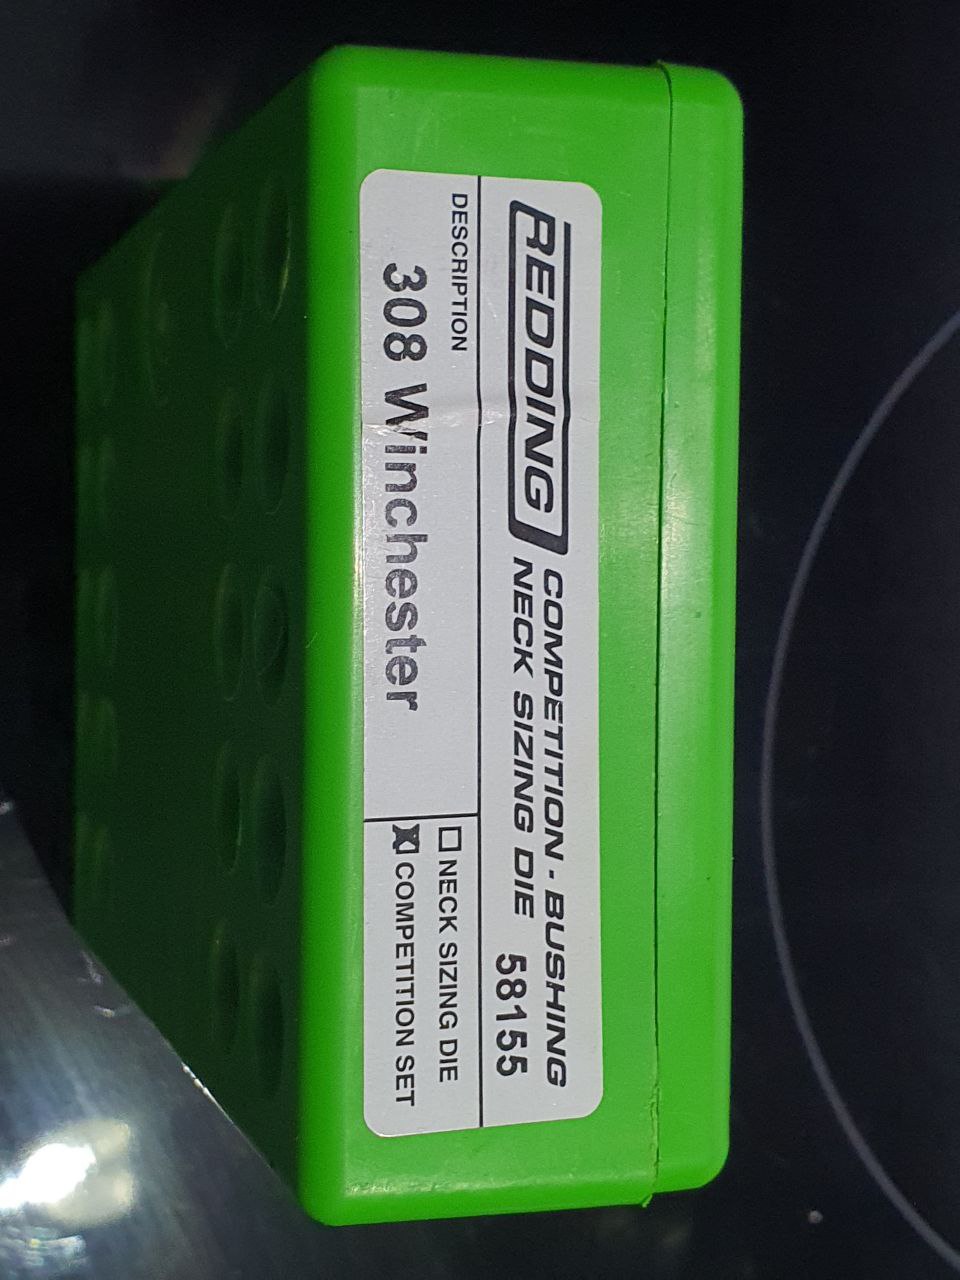 REDDING COMPETITION - BUSHING
NECK SIZING DIE 58155
DESCRIPTION
308 Winchester
NECK SIZING DIE
COMPETITION SET